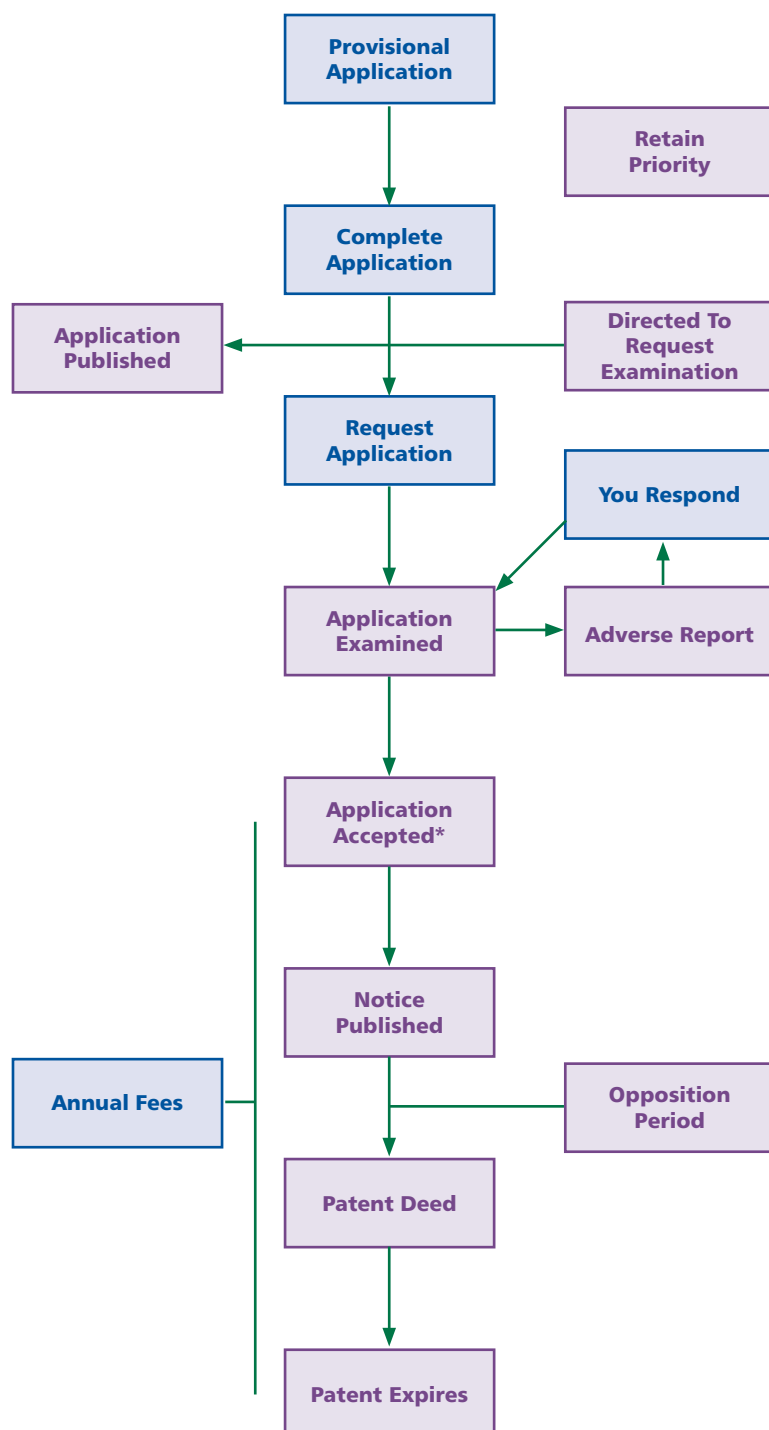 Provisional
Application
Retain
Priority
Complete
Application
Application
Published
Directed To
Request
Examination
Request
Application
You Respond
Application
Examined
Adverse Report
Application
Accepted*
Notice
Published
Annual Fees
Opposition
Period
Patent Deed
Patent Expires